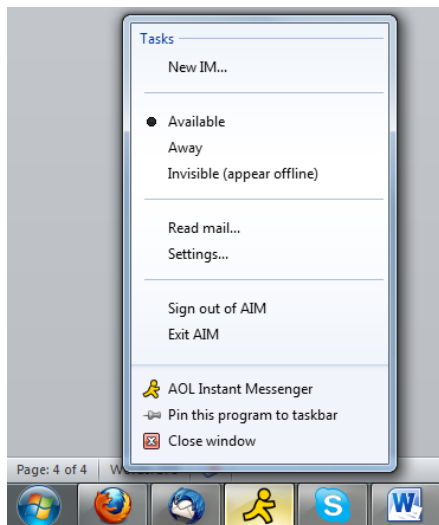 Tasks
New IM...
Available
Away
Invisible (appear offline)
Read mail...
Settings...
Sign out of AIM
Exit AIM
AOL Instant Messenger
Pin this program to taskbar
Close window
Page: 4 of 4
S
W